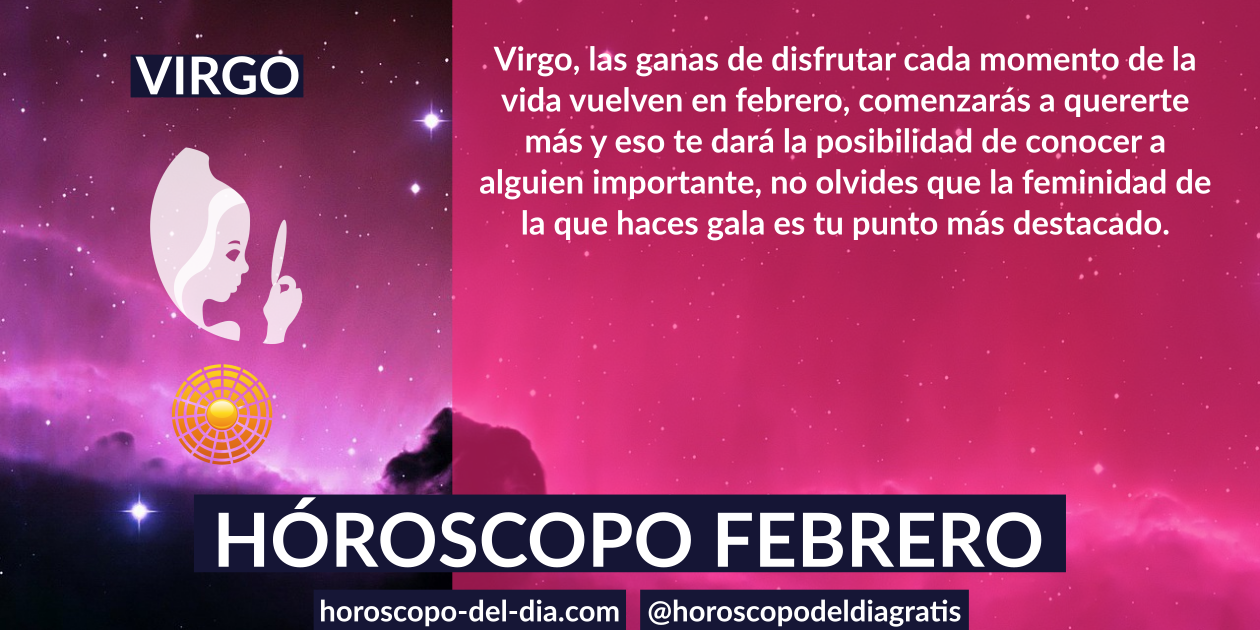 VIRGO
Virgo, las ganas de disfrutar cada momento de la
vida vuelven en febrero, comenzarás a quererte
más y eso te dará la posibilidad de conocer a
alguien importante, no olvides que la feminidad de
la que haces gala es tu punto más destacado.
HÓROSCOPO FEBRERO
horoscopo-del-dia.com
@horoscopodeldiagratis